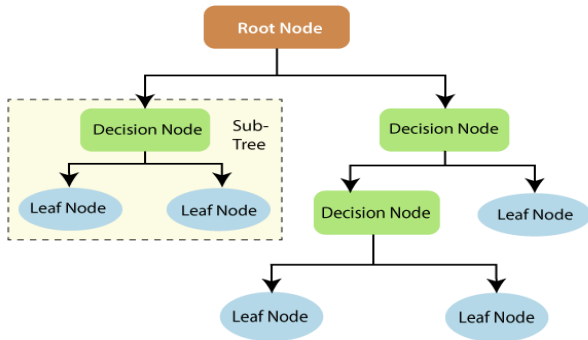 Root Node
Decision Node
Sub-
Tree
Decision Node
Leaf Node
Leaf Node
Decision Node
Leaf Node
Leaf Node
Leaf Node